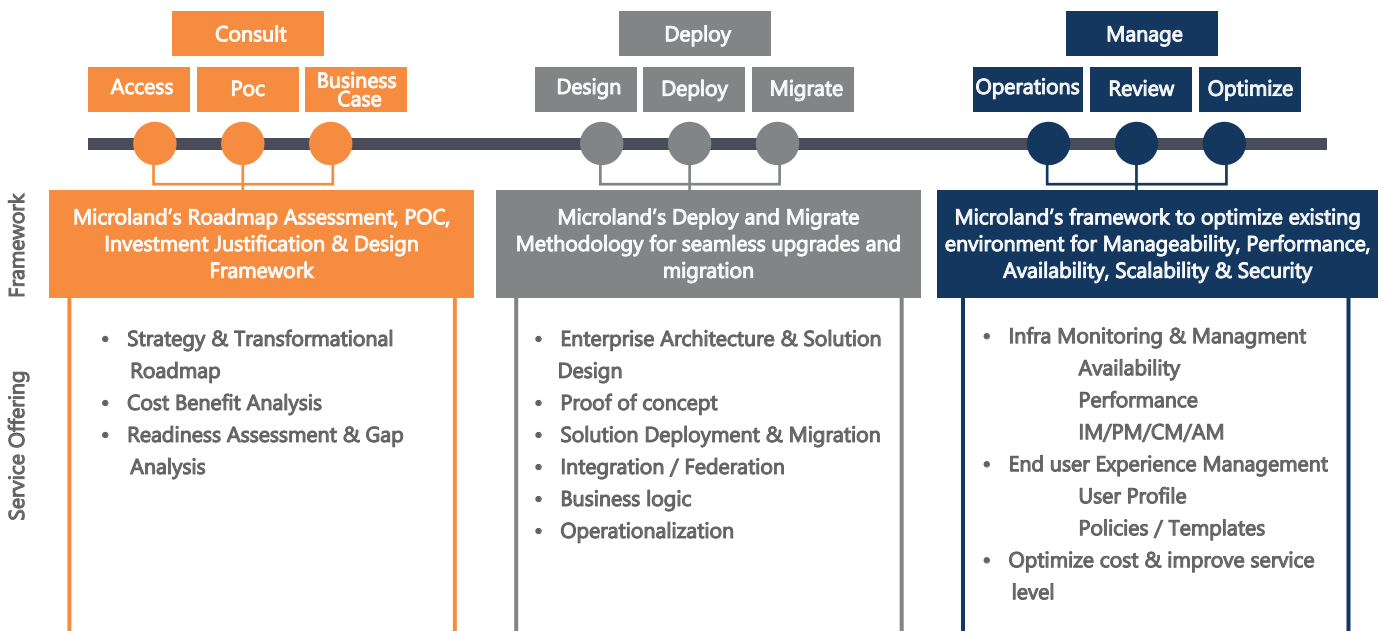 Consult
Access
Poc
Business
Case
Deploy
Design
Deploy
Migrate
Manage
Operations
Review
Optimize
Framework
Microland's Roadmap Assessment, POC,
Investment Justification & Design
Framework
Microland's Deploy and Migrate
Methodology for seamless upgrades and
migration
Microland's framework to optimize existing
environment for Manageability, Performance,
Availability, Scalability & Security
Service Offering
• Strategy & Transformational
Roadmap
• Cost Benefit Analysis
• Readiness Assessment & Gap
Analysis
• Enterprise Architecture & Solution
Design
• Proof of concept
• Solution Deployment & Migration
• Integration / Federation
• Business logic
• Operationalization
• Infra Monitoring & Managment
Availability
Performance
IM/PM/CM/AM
• End user Experience Management
User Profile
Policies / Templates
• Optimize cost & improve service
level